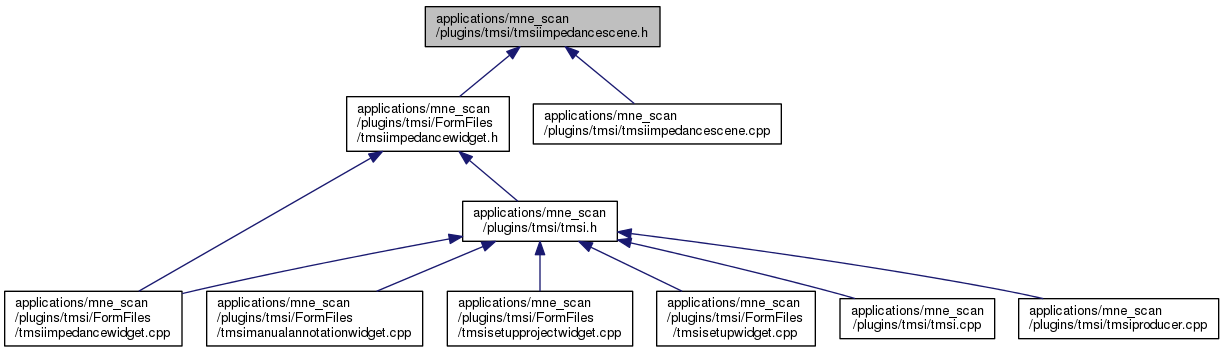 applications/mne_scan
/plugins/tmsi/tmsiimpedancescene.h
applications/mne_scan
/plugins/tmsi/FormFiles
/tmsiimpedancewidget.h
applications/mne_scan
/plugins/tmsi/tmsiimpedancescene.cpp
applications/mne_scan
/plugins/tmsi/tmsi.h
applications/mne_scan
/plugins/tmsi/FormFiles
/tmsiimpedancewidget.cpp
applications/mne_scan
/plugins/tmsi/FormFiles
/tmsimanualannotationwidget.cpp
applications/mne_scan
/plugins/tmsi/FormFiles
/tmsisetupprojectwidget.cpp
applications/mne_scan
/plugins/tmsi/FormFiles
/tmsisetupwidget.cpp
applications/mne_scan
/plugins/tmsi/tmsi.cpp
applications/mne_scan
/plugins/tmsi/tmsiproducer.cpp